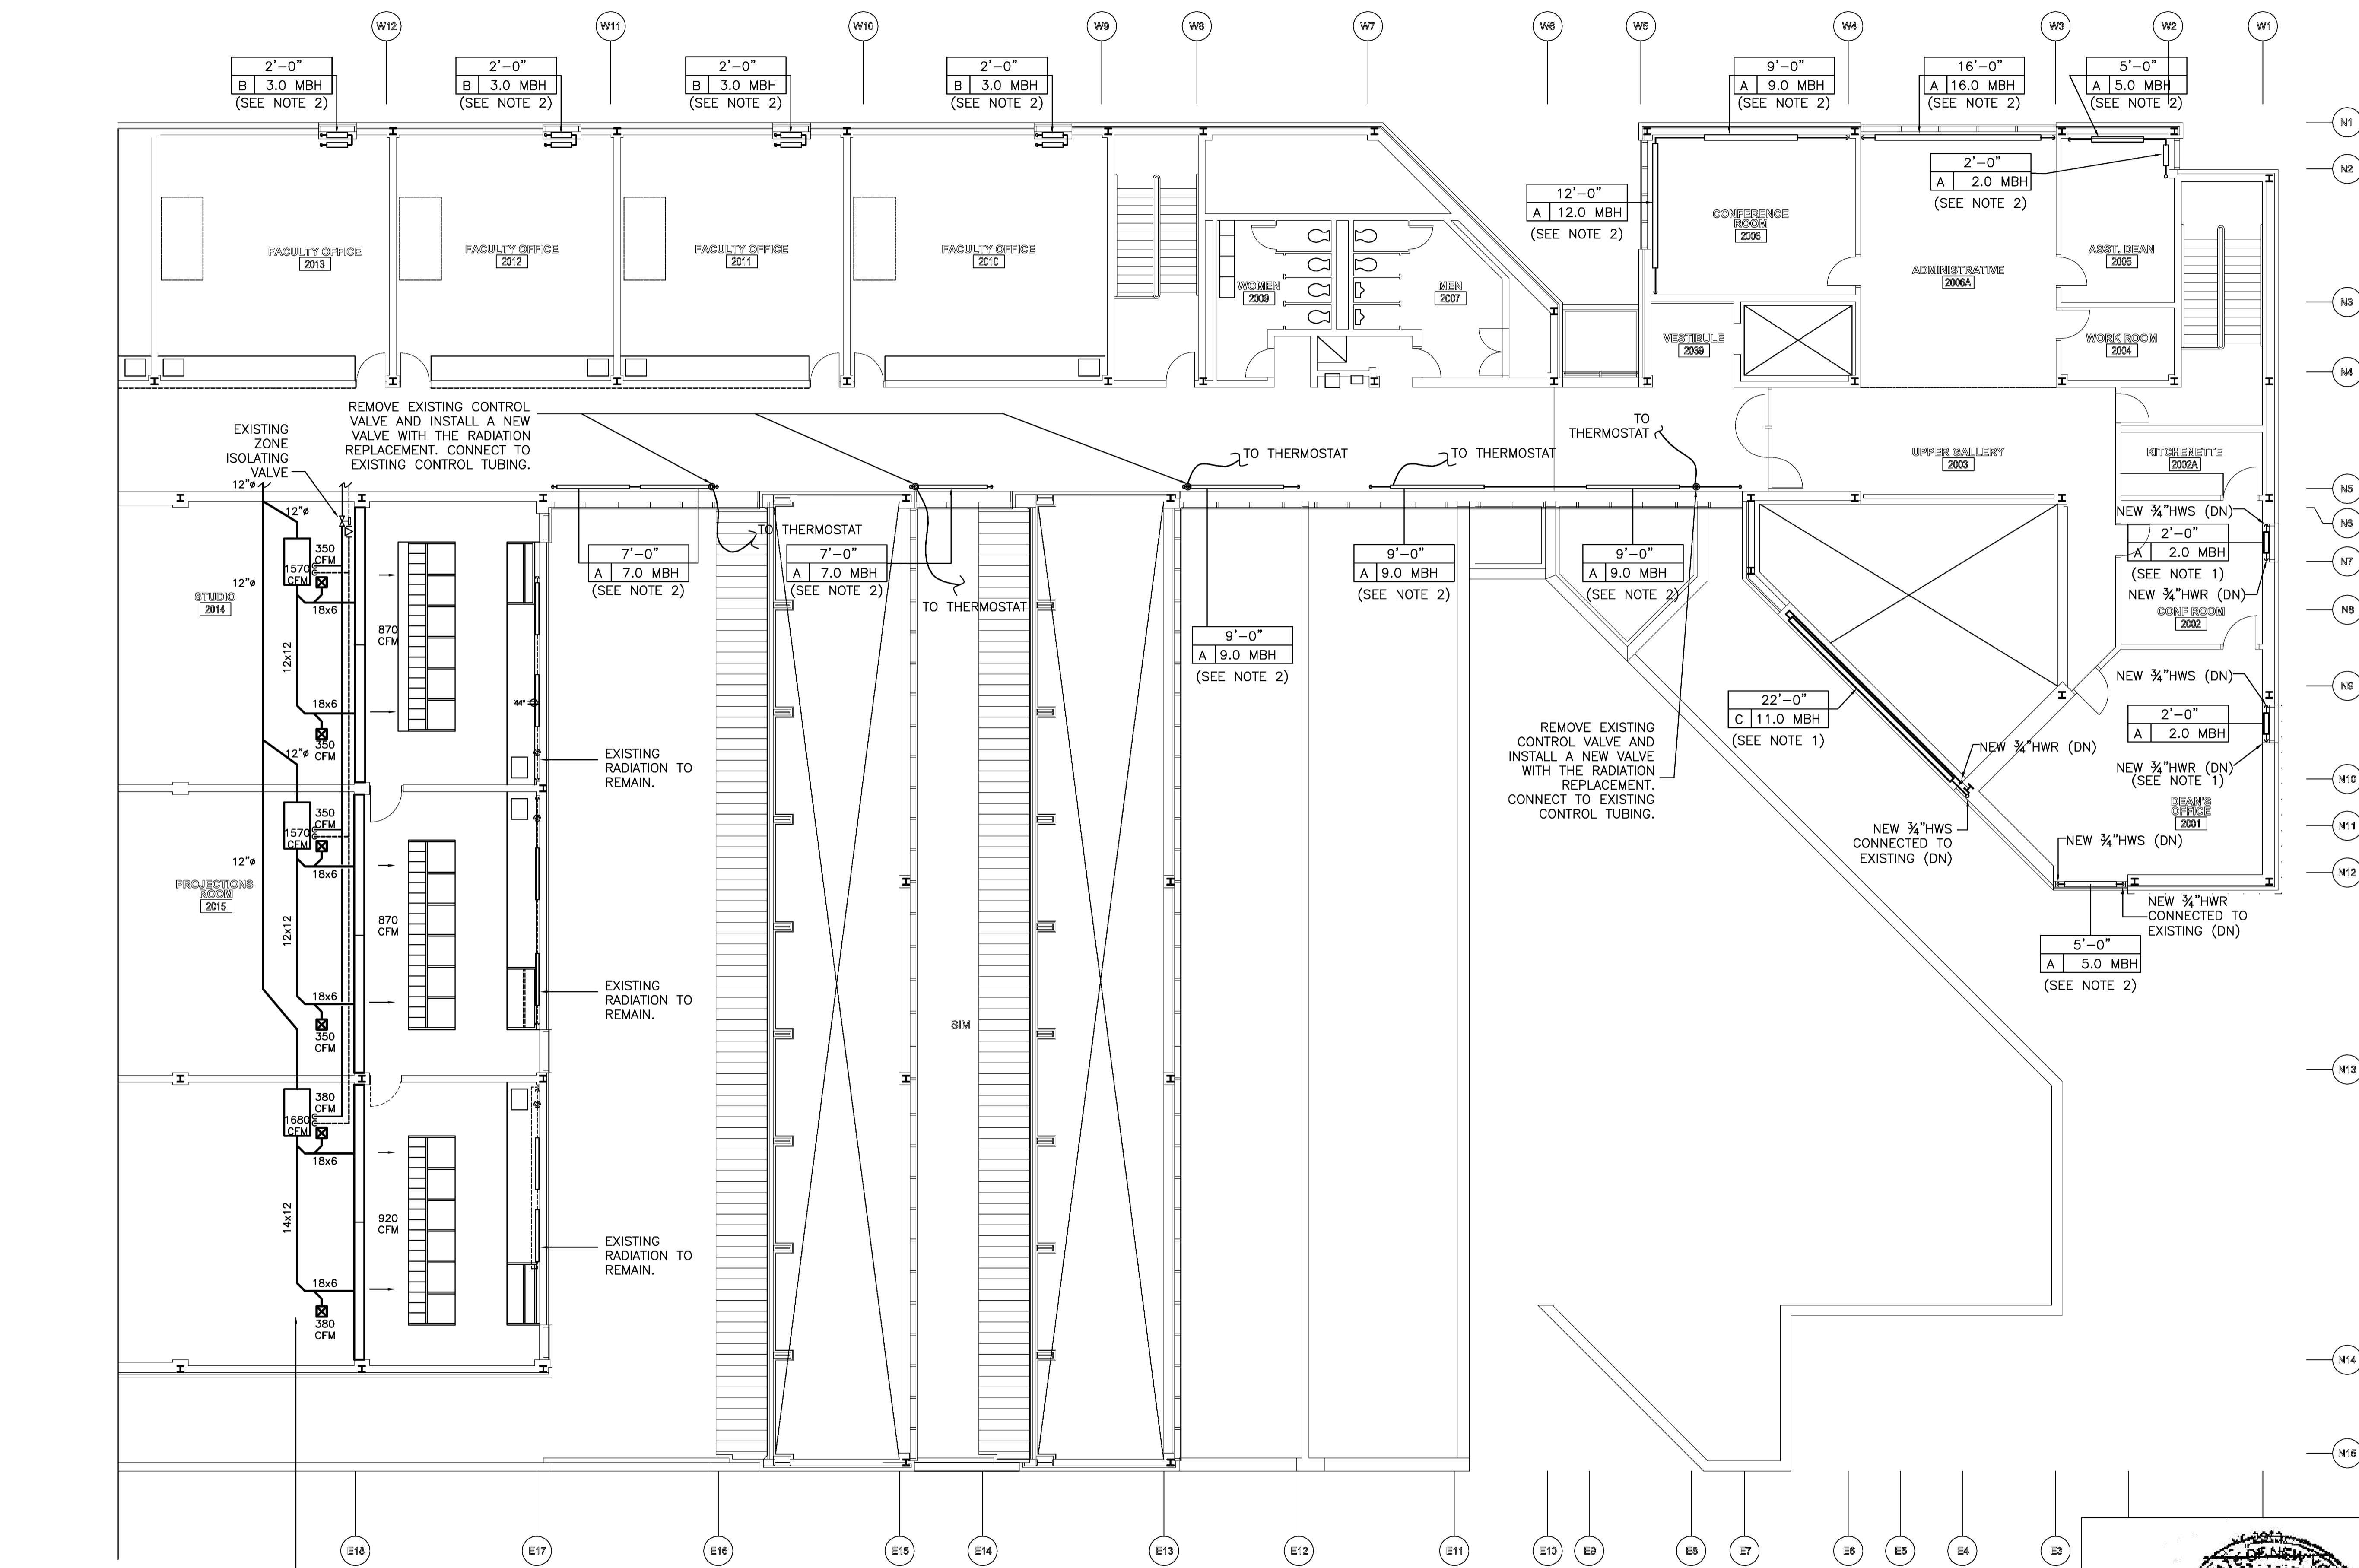 W12
W11
W10
W9
W8
W7
W6
W5
W4
W3
W2
W1
2'-0"
B 3.0 MBH
(SEE NOTE 2)
2'-0"
B 3.0 MBH
(SEE NOTE 2)
2'-0"
B 3.0 MBH
(SEE NOTE 2)
2'-0"
B 3.0 MBH
(SEE NOTE 2)
9'-0"
A 9.0 MBH
(SEE NOTE 2)
16'-0"
A 16.0 MBH
(SEE NOTE 2)
5'-0"
A 5.0 MBH
(SEE NOTE 2)
N1
N2
N3
N4
N5
N6
N7
N8
N9
N10
N11
N12
N13
N14
N15
2'-0"
A 2.0 MBH
(SEE NOTE 2)
12'-0"
A 12.0 MBH
(SEE NOTE 2)
FACULTY OFFICE
2013
FACULTY OFFICE
2012
FACULTY OFFICE
2011
FACULTY OFFICE
2010
WOMEN
2009
MEN
2007
CONFERENCE
ROOM
2006
ADMINISTRATIVE
2006A
ASST. DEAN
2005
VESTIBULE
2039
WORK ROOM
2004
REMOVE EXISTING CONTROL
VALVE AND INSTALL A NEW
VALVE WITH THE RADIATION
REPLACEMENT. CONNECT TO
EXISTING CONTROL TUBING.
EXISTING
ZONE
ISOLATING
VALVE
TO THERMOSTAT
TO THERMOSTAT
TO
THERMOSTAT
UPPER GALLERY
2003
KITCHENETTE
2002A
12"ø
12"ø
350
CFM
1570
CFM
12"ø
18x6
STUDIO
2014
870
CFM
12x12
18x6
350
CFM
12"ø
44"
TO THERMOSTAT
7'-0"
A 7.0 MBH
(SEE NOTE 2)
7'-0"
A 7.0 MBH
(SEE NOTE 2)
TO THERMOSTAT
9'-0"
A 9.0 MBH
(SEE NOTE 2)
9'-0"
A 9.0 MBH
(SEE NOTE 2)
9'-0"
A 9.0 MBH
(SEE NOTE 2)
NEW ¾"HWS (DN)
2'-0"
A 2.0 MBH
(SEE NOTE 1)
NEW ¾"HWR (DN)
CONF ROOM
2002
NEW ¾"HWS (DN)
2'-0"
A 2.0 MBH
NEW ¾"HWR (DN)
(SEE NOTE 1)
DEAN'S
OFFICE
2001
22'-0"
C 11.0 MBH
(SEE NOTE 1)
NEW ¾"HWR (DN)
REMOVE EXISTING
CONTROL VALVE AND
INSTALL A NEW VALVE
WITH THE RADIATION
REPLACEMENT.
CONNECT TO EXISTING
CONTROL TUBING.
NEW ¾"HWS
CONNECTED TO
EXISTING (DN)
NEW ¾"HWS (DN)
NEW ¾"HWR
CONNECTED TO
EXISTING (DN)
5'-0"
A 5.0 MBH
(SEE NOTE 2)
EXISTING
RADIATION TO
REMAIN.
350
CFM
1570
CFM
12"ø
18x6
PROJECTIONS
ROOM
2015
870
CFM
12x12
18x6
350
CFM
EXISTING
RADIATION TO
REMAIN.
SIM
380
CFM
1680
CFM
18x6
920
CFM
14x12
18x6
380
CFM
EXISTING
RADIATION TO
REMAIN.
E18
E17
E16
E15
E14
E13
E12
E11
E10
E9
E8
E7
E6
E5
E4
E3